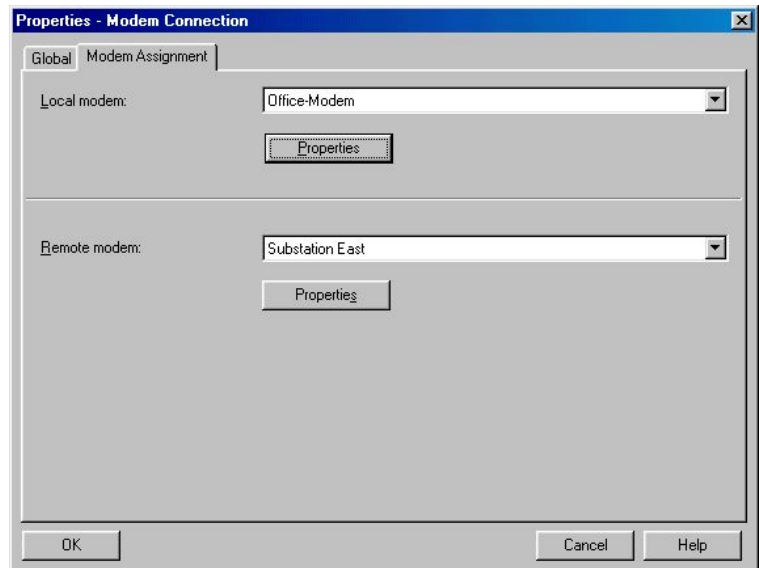 Properties - Modem Connection
Global Modem Assignment
Local modem: Office-Modem
Properties
Remote modem: Substation East
Properties
OK Cancel Help